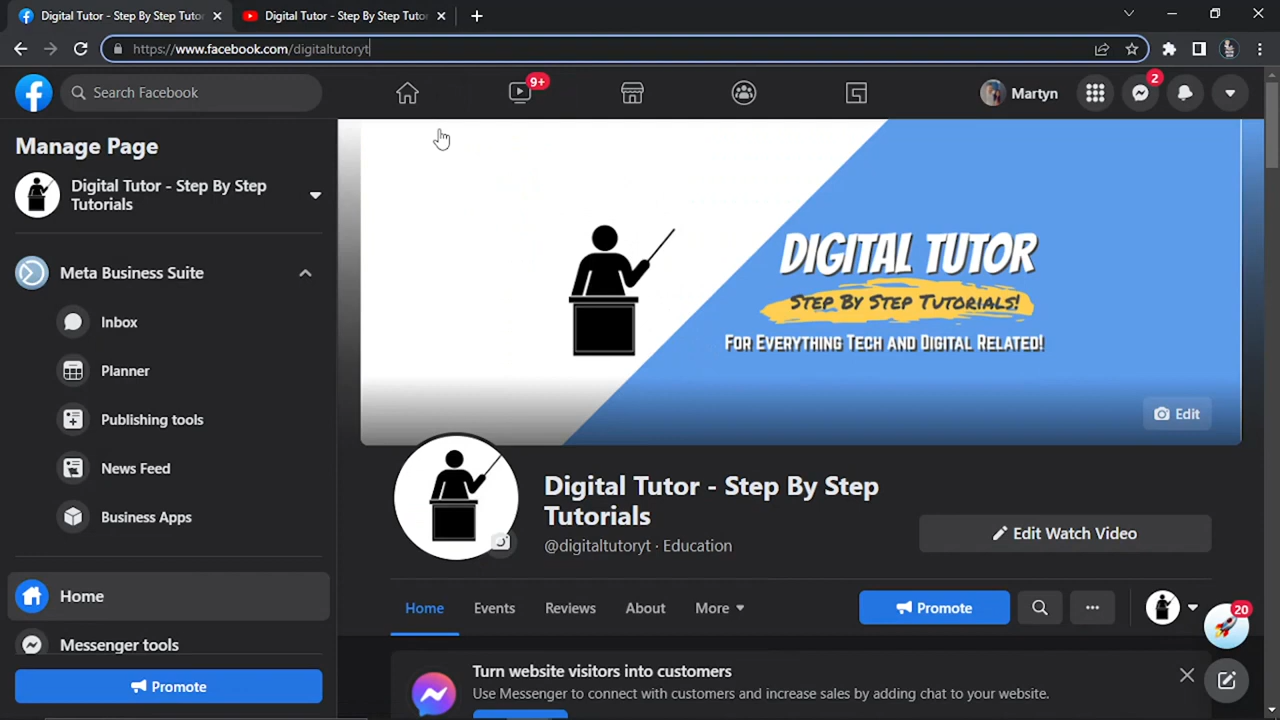 Digital Tutor - Step By Step Tutor
Digital Tutor - Step By Step Tutor
https://www.facebook.com/digitaltutoryt
Search Facebook
9+
Martyn
2
Manage Page
Digital Tutor - Step By Step
Tutorials
Meta Business Suite
Inbox
Planner
Publishing tools
News Feed
Business Apps
Home
Messenger tools
Promote
DIGITAL TUTOR
STEP BY STEP TUTORIALS!
FOR EVERYTHING TECH AND DIGITAL RELATED!
Edit
Digital Tutor - Step By Step
Tutorials
@digitaltutoryt · Education
Edit Watch Video
Home Events Reviews About More
Promote
20
Turn website visitors into customers
Use Messenger to connect with customers and increase sales by adding chat to your website.